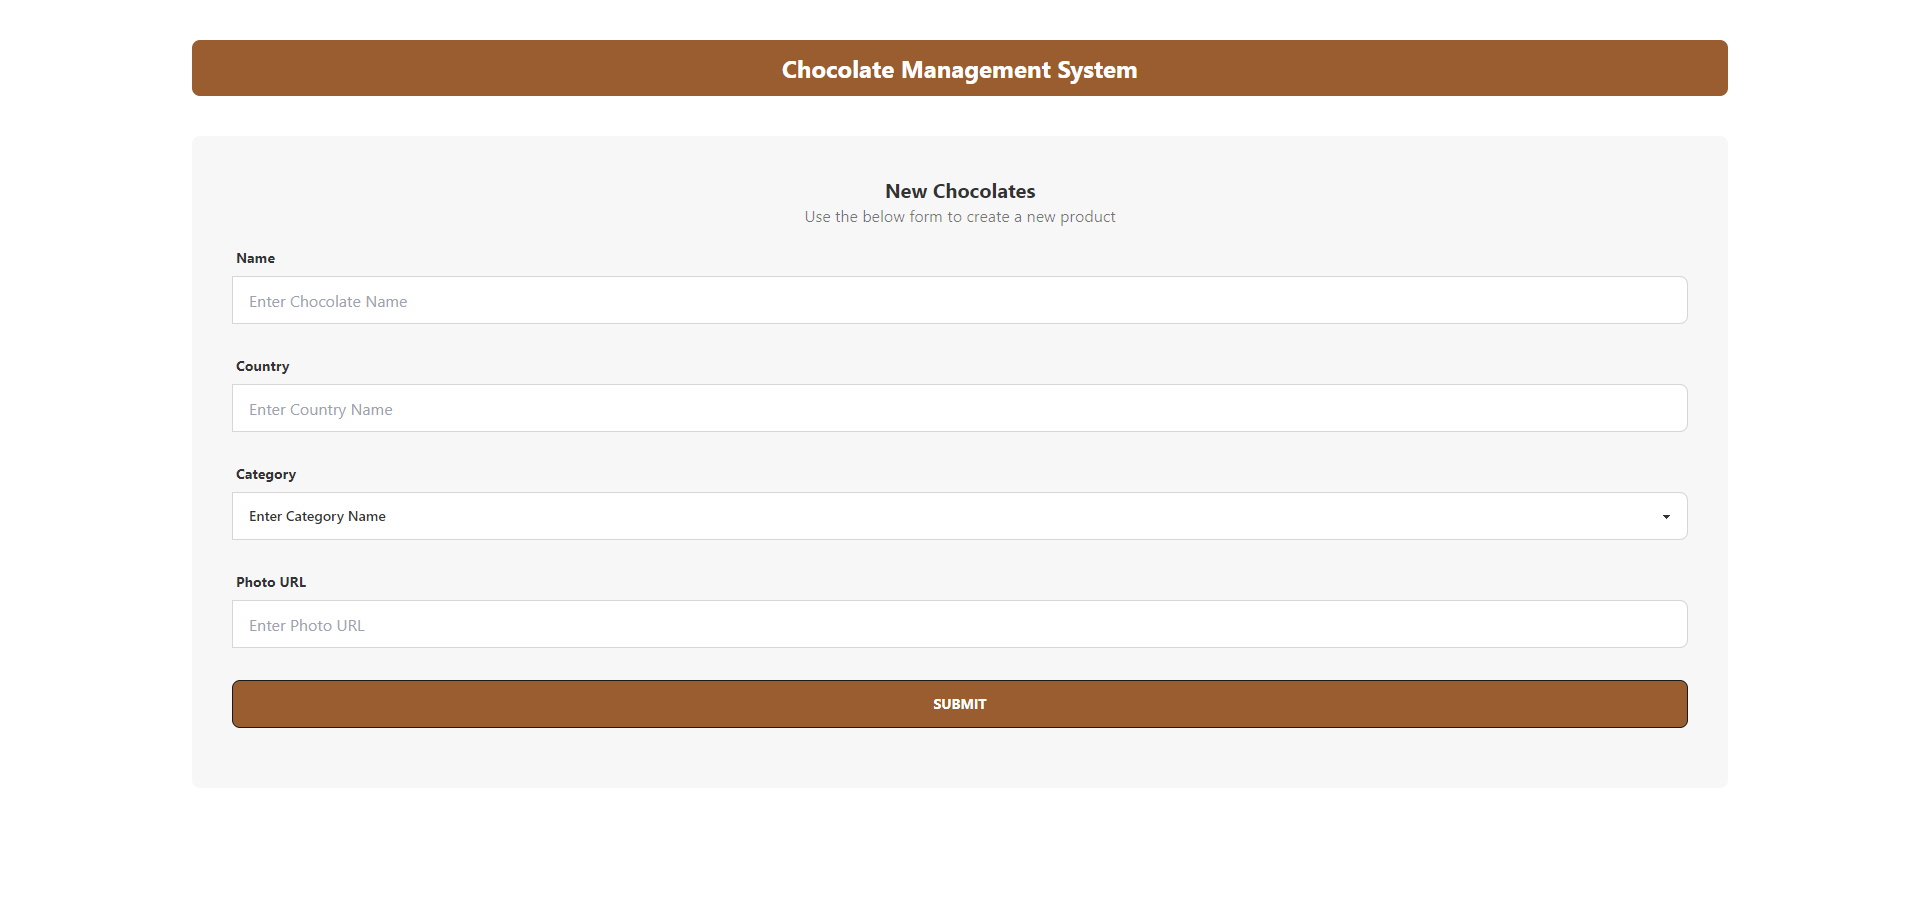 Chocolate Management System
New Chocolates
Use the below form to create a new product
Name
Enter Chocolate Name
Country
Enter Country Name
Category
Enter Category Name
Photo URL
Enter Photo URL
SUBMIT